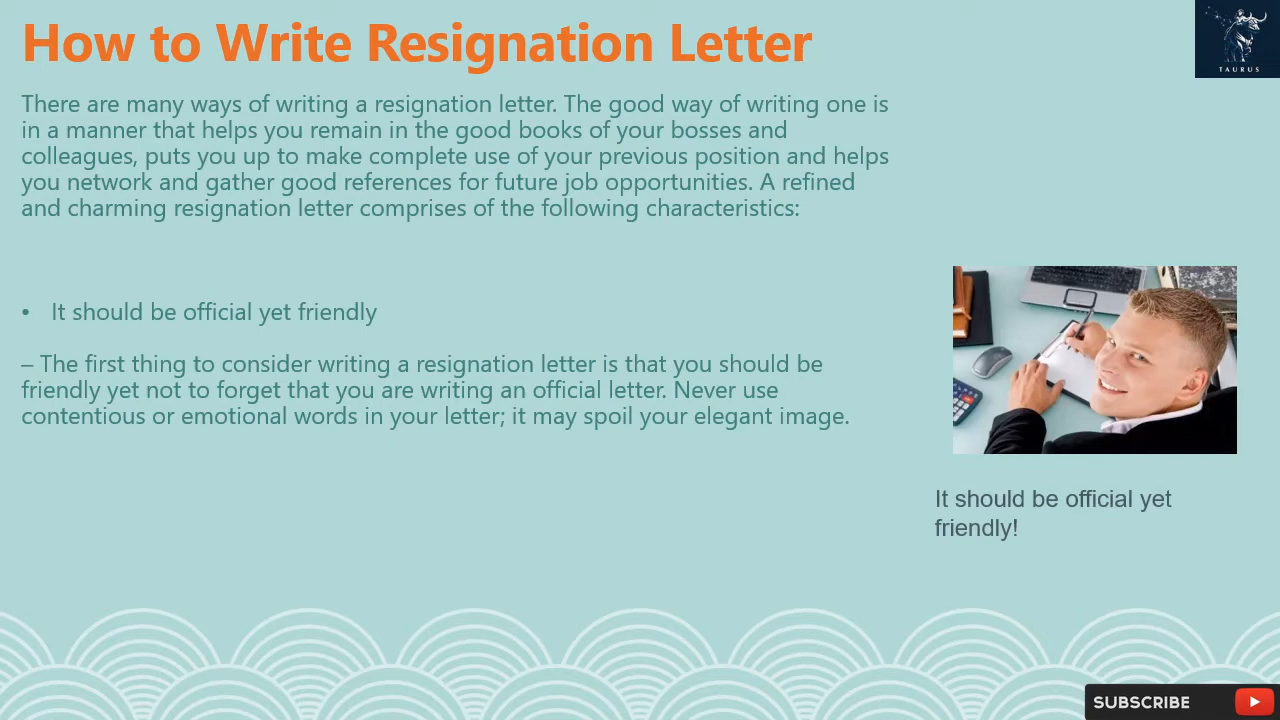 How to Write Resignation Letter
TAURUS
There are many ways of writing a resignation letter. The good way of writing one is
in a manner that helps you remain in the good books of your bosses and
colleagues, puts you up to make complete use of your previous position and helps
you network and gather good references for future job opportunities. A refined
and charming resignation letter comprises of the following characteristics:
• It should be official yet friendly
– The first thing to consider writing a resignation letter is that you should be
friendly yet not to forget that you are writing an official letter. Never use
contentious or emotional words in your letter; it may spoil your elegant image.
It should be official yet
friendly!
SUBSCRIBE